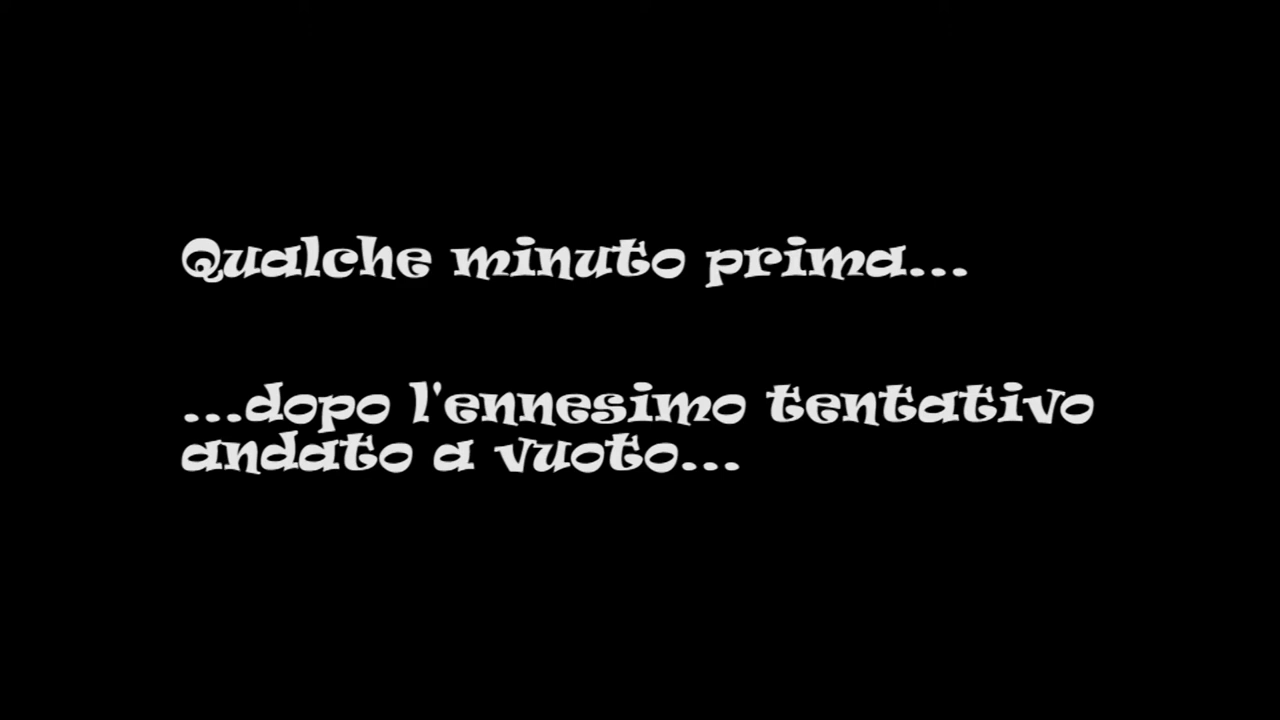 Qualche minuto prima...
...dopo l'ennesimo tentativo
andato a vuoto...